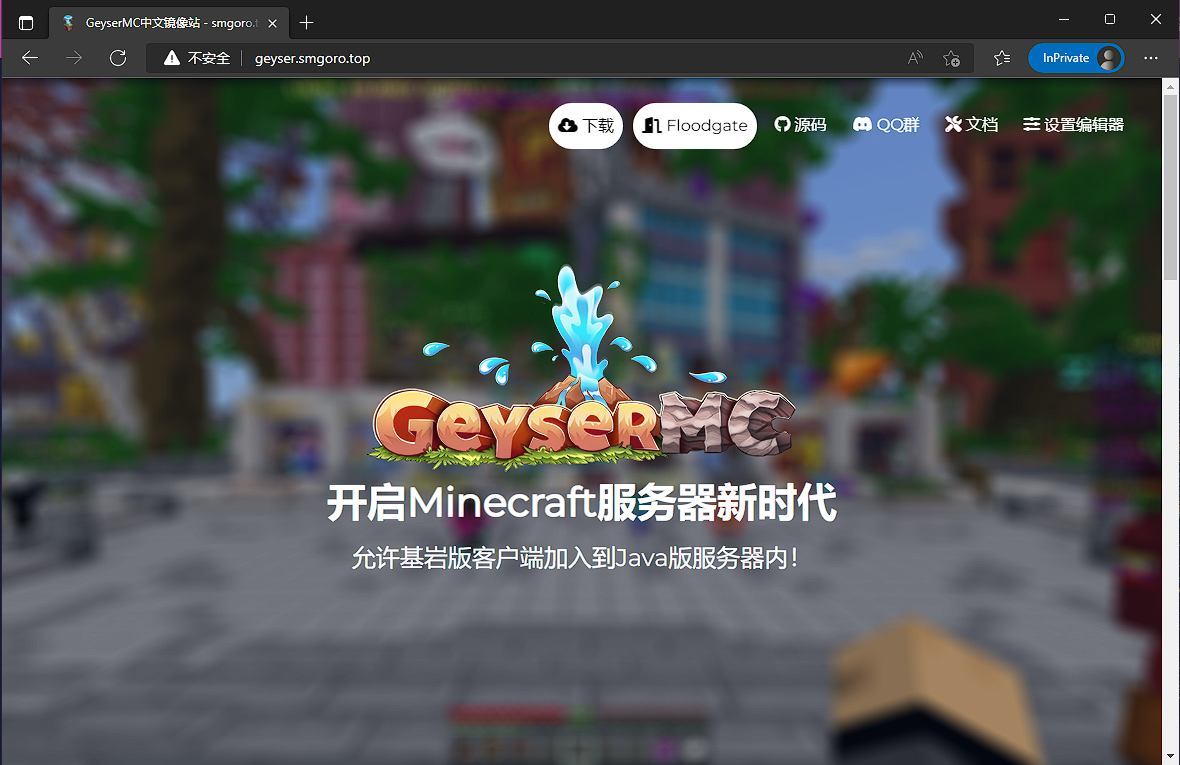 GeyserMC中文镜像站 - smgoro.t
不安全 geyser.smgoro.top InPrivate
下载 Floodgate 源码 QQ群 文档 设置编辑器
GEYSERMC
开启Minecraft服务器新时代
允许基岩版客户端加入到Java版服务器内！